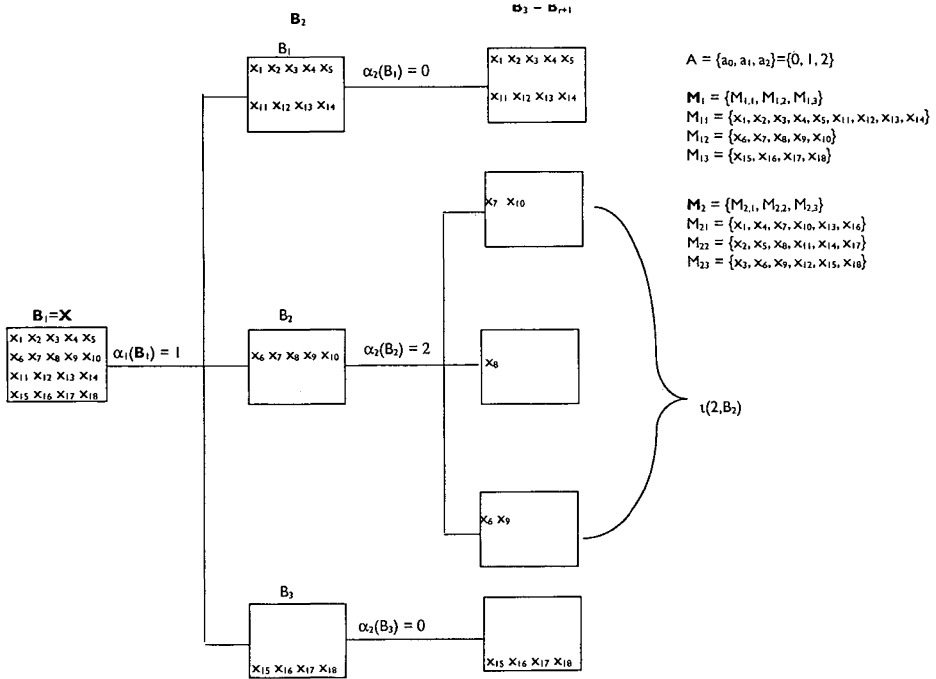 B₂
B₃ – Bᵣ₊₁
B₁
x₁ x₂ x₃ x₄ x₅
x₁₁ x₁₂ x₁₃ x₁₄
α₂(B₁) = 0
x₁ x₂ x₃ x₄ x₅
x₁₁ x₁₂ x₁₃ x₁₄
A = {a₀, a₁, a₂}={0, 1, 2}
M₁ = {M₁,₁, M₁,₂, M₁,₃}
M₁₁ = {x₁, x₂, x₃, x₄, x₅, x₁₁, x₁₂, x₁₃, x₁₄}
M₁₂ = {x₆, x₇, x₈, x₉, x₁₀}
M₁₃ = {x₁₅, x₁₆, x₁₇, x₁₈}
M₂ = {M₂,₁, M₂,₂, M₂,₃}
M₂₁ = {x₁, x₄, x₇, x₁₀, x₁₃, x₁₆}
M₂₂ = {x₂, x₅, x₈, x₁₁, x₁₄, x₁₇}
M₂₃ = {x₃, x₆, x₉, x₁₂, x₁₅, x₁₈}
x₇ x₁₀
B₁=X
x₁ x₂ x₃ x₄ x₅
x₆ x₇ x₈ x₉ x₁₀
x₁₁ x₁₂ x₁₃ x₁₄
x₁₅ x₁₆ x₁₇ x₁₈
α₁(B₁) = 1
B₂
x₆ x₇ x₈ x₉ x₁₀
α₂(B₂) = 2
x₈
ι(2,B₂)
x₆ x₉
B₃
x₁₅ x₁₆ x₁₇ x₁₈
α₂(B₃) = 0
x₁₅ x₁₆ x₁₇ x₁₈